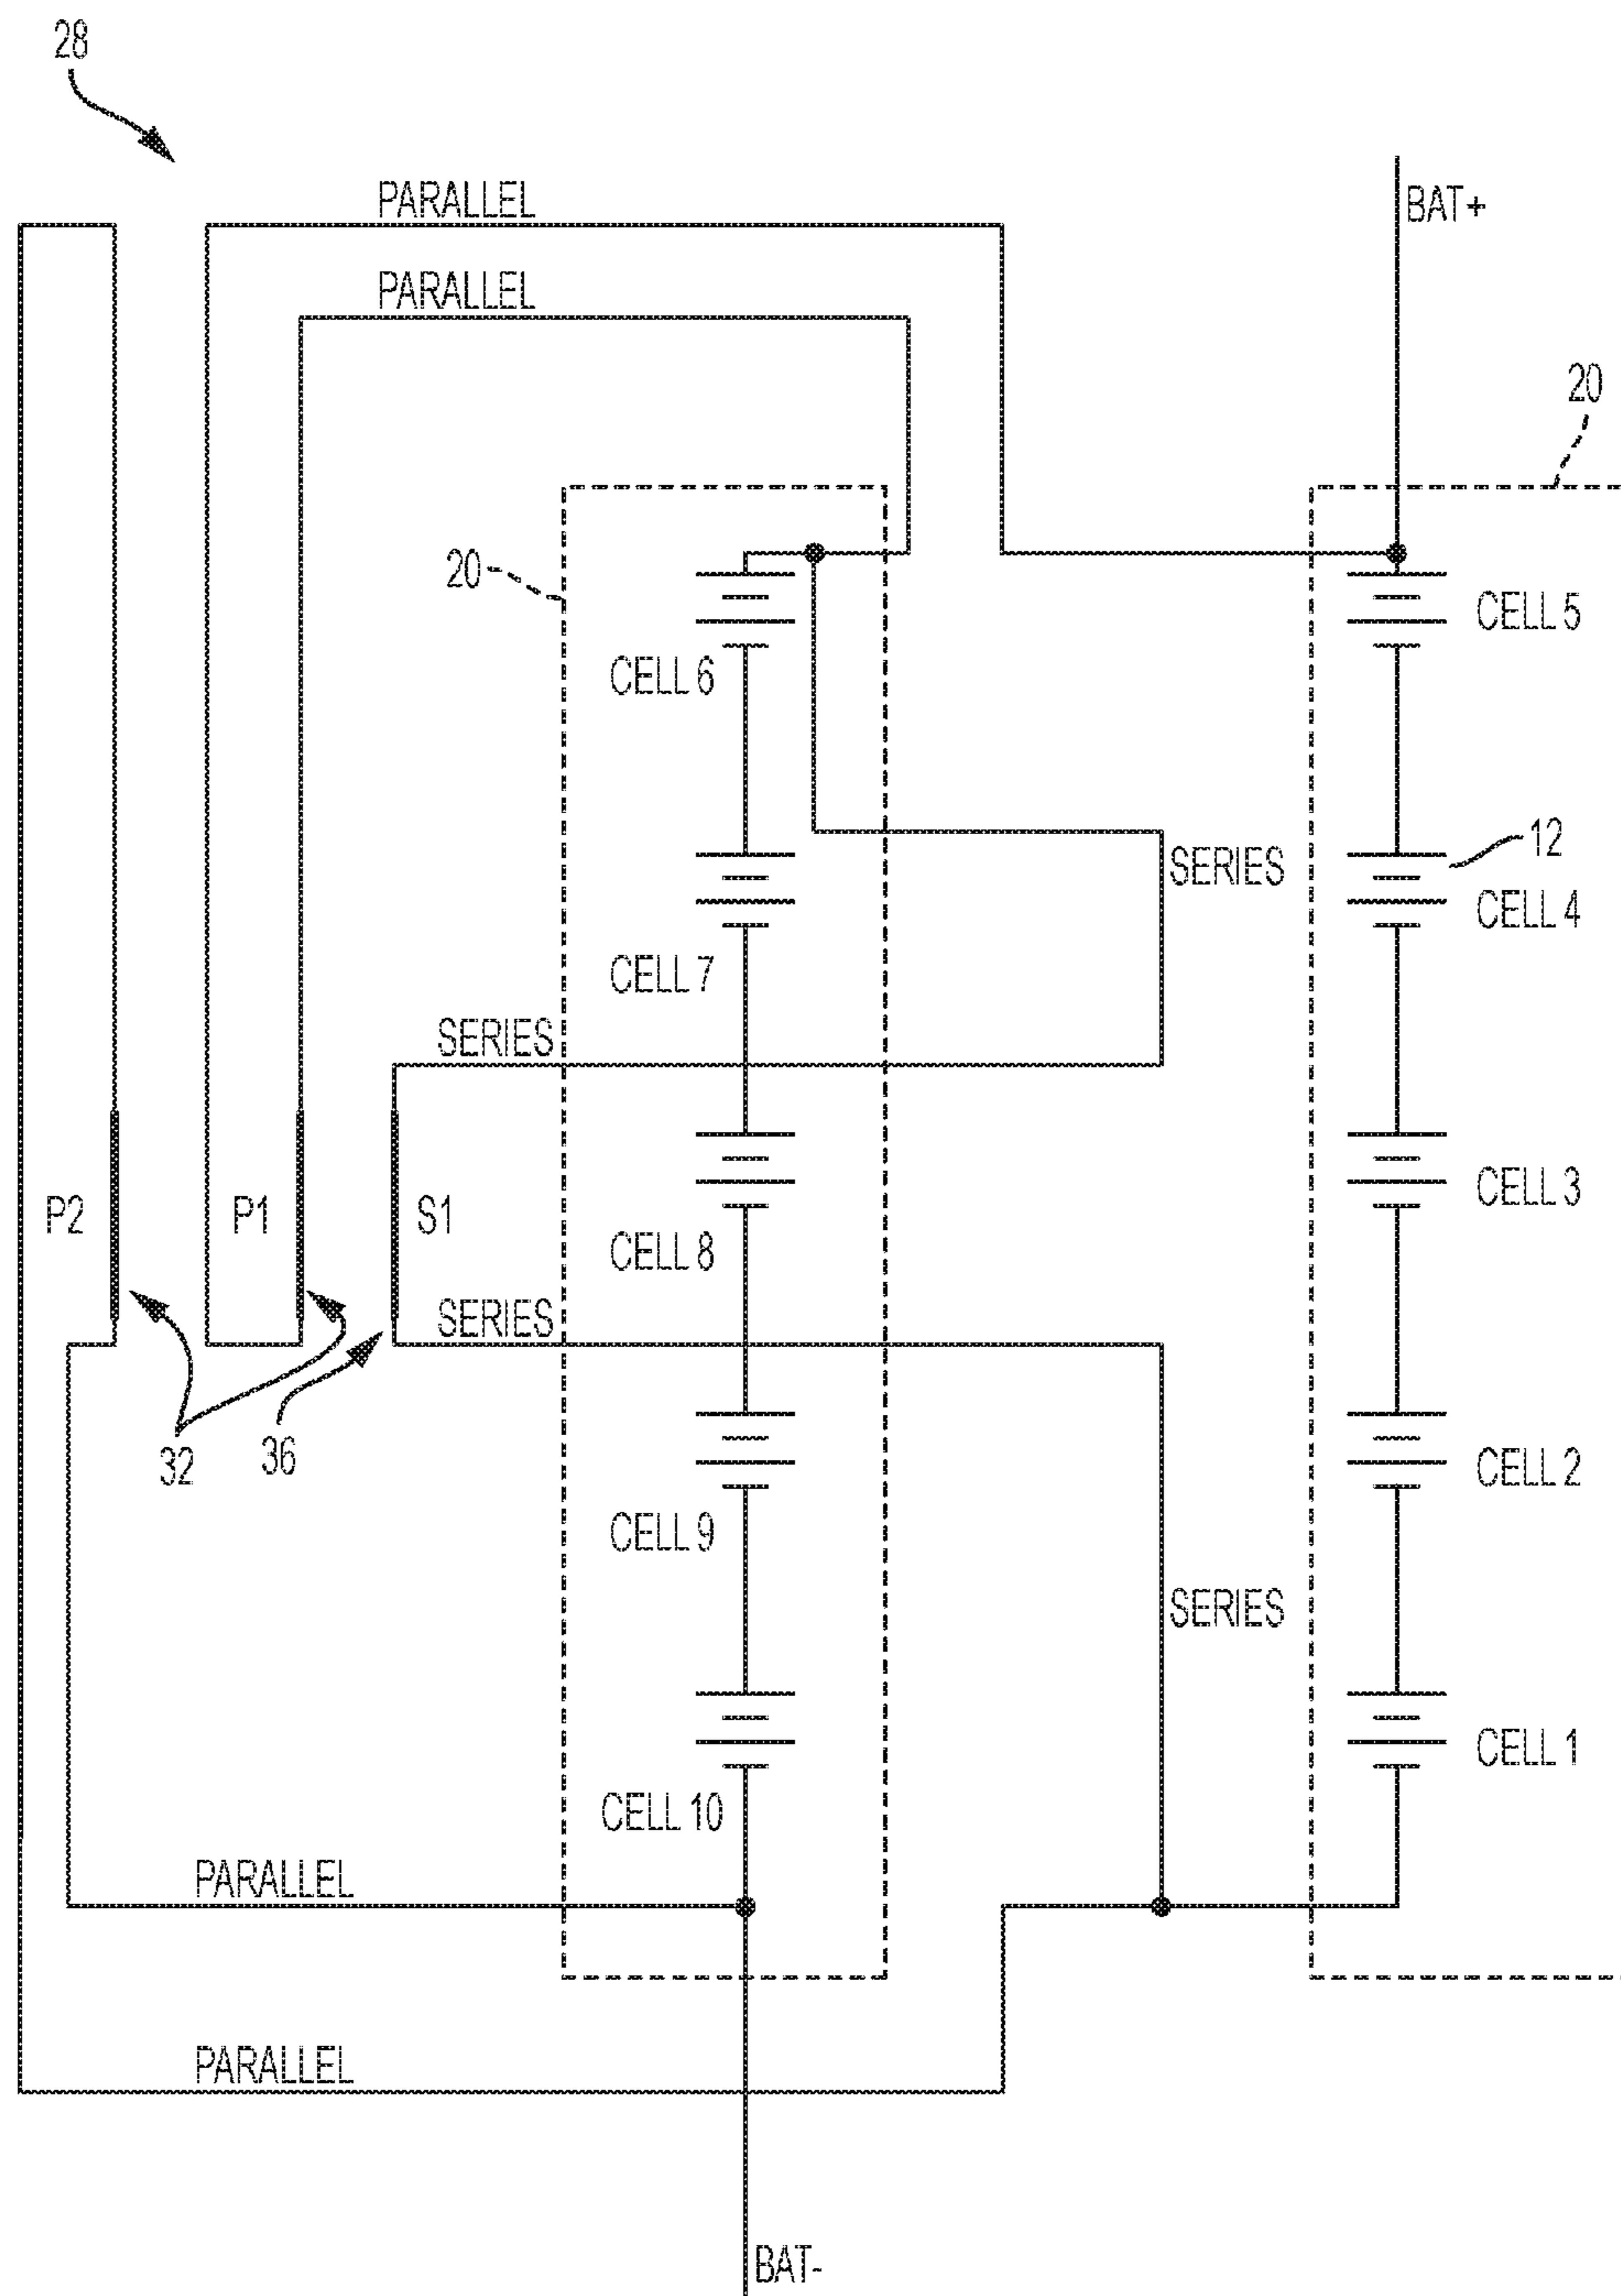 28
PARALLEL
BAT+
PARALLEL
20
20
CELL 5
CELL 6
12
SERIES
CELL 4
CELL 7
SERIES
P2
P1
S1
CELL 3
CELL 8
SERIES
32
36
CELL 2
CELL 9
SERIES
CELL 1
CELL 10
PARALLEL
PARALLEL
BAT-